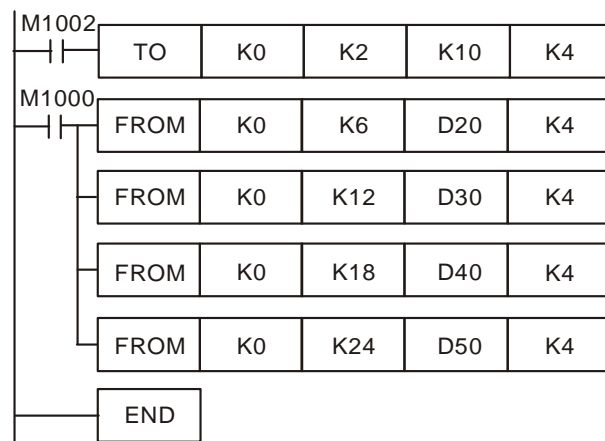 M1002
TO K0 K2 K10 K4
M1000
FROM K0 K6 D20 K4
FROM K0 K12 D30 K4
FROM K0 K18 D40 K4
FROM K0 K24 D50 K4
END